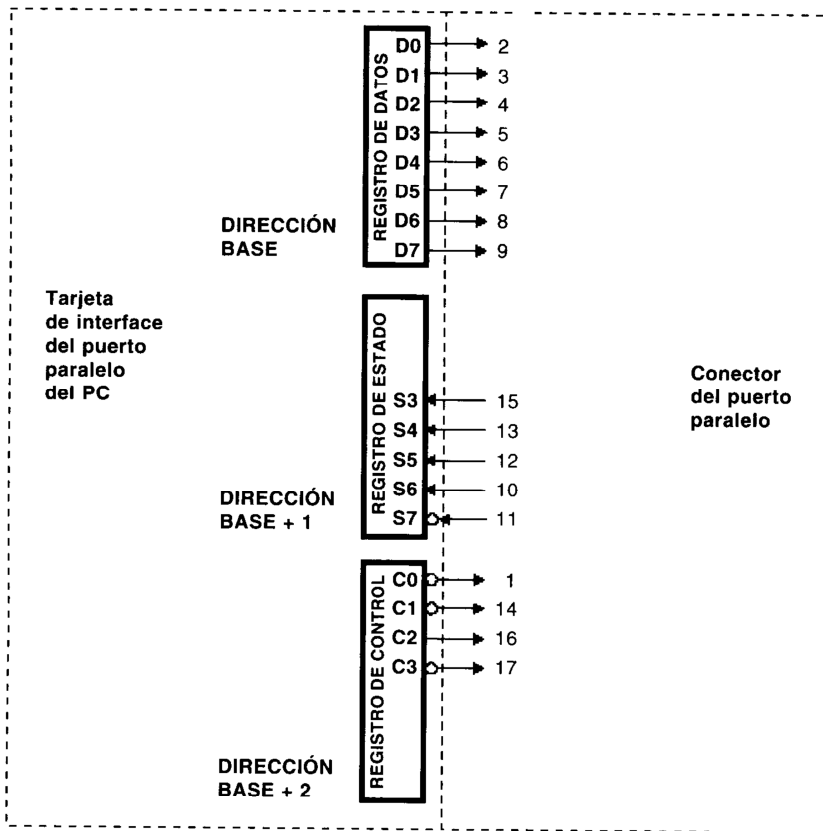 REGISTRO DE DATOS
D0 2
D1 3
D2 4
D3 5
D4 6
D5 7
D6 8
D7 9
DIRECCIÓN
BASE
Tarjeta
de interface
del puerto
paralelo
del PC
REGISTRO DE ESTADO
S3 15
S4 13
S5 12
S6 10
S7 11
DIRECCIÓN
BASE + 1
Conector
del puerto
paralelo
REGISTRO DE CONTROL
C0 1
C1 14
C2 16
C3 17
DIRECCIÓN
BASE + 2